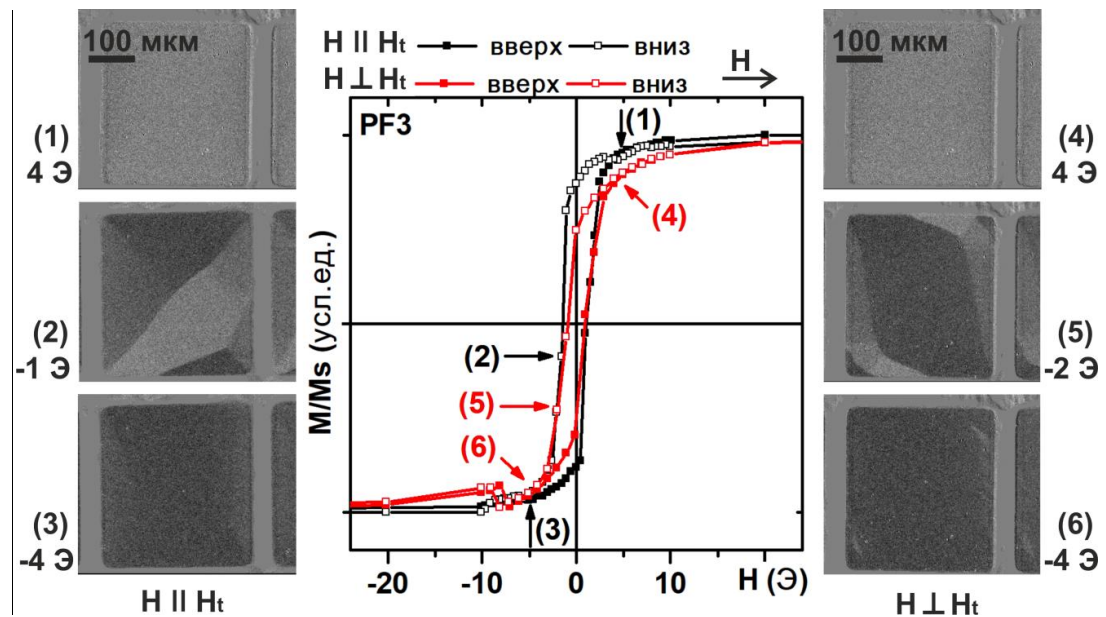 100 мкм
(1)
4 Э
(2)
-1 Э
(3)
-4 Э
H || Ht
H || Ht вверх вниз
H ⊥ Ht вверх вниз
H
PF3
(1)
(4)
(2)
(5)
(6)
(3)
M/Ms (усл.ед.)
-20 -10 0 10
H (Э)
100 мкм
(4)
4 Э
(5)
-2 Э
(6)
-4 Э
H ⊥ Ht